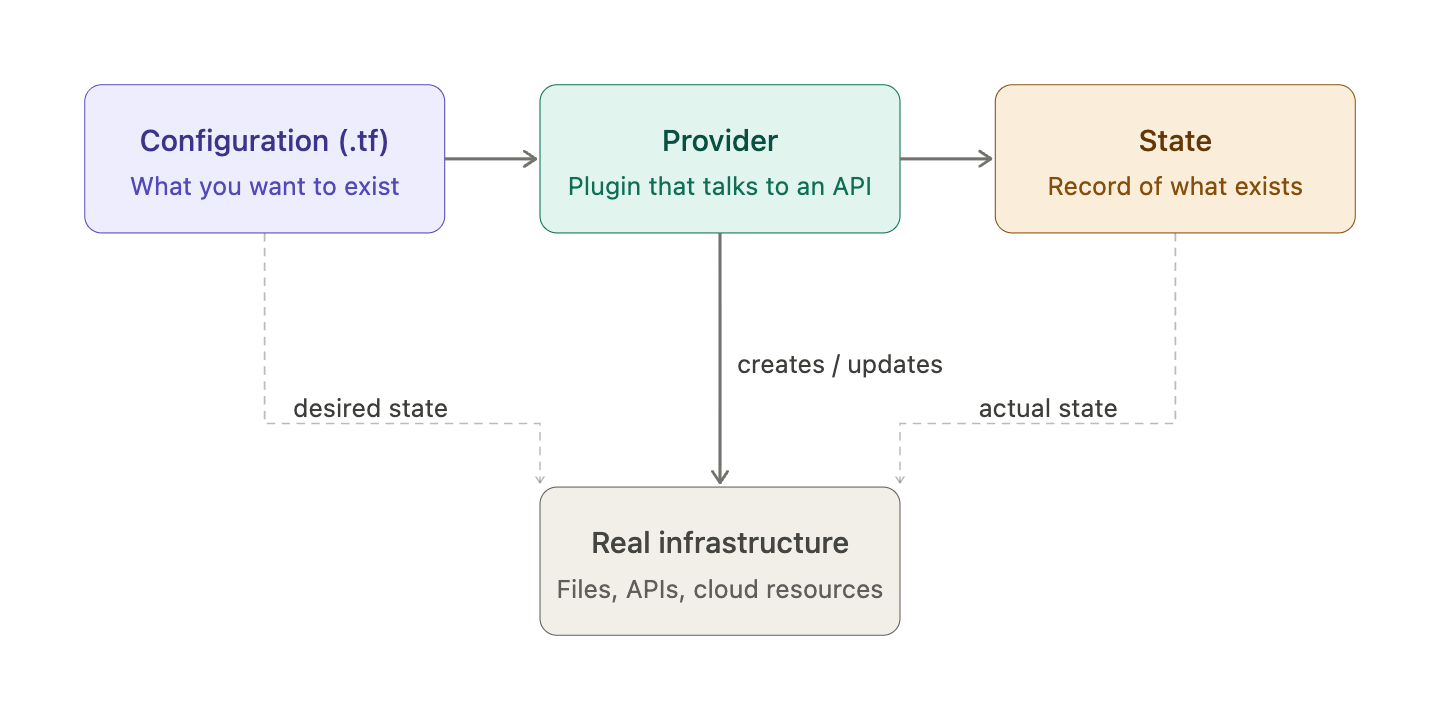 Configuration (.tf)
What you want to exist
Provider
Plugin that talks to an API
State
Record of what exists
creates / updates
desired state
actual state
Real infrastructure
Files, APIs, cloud resources